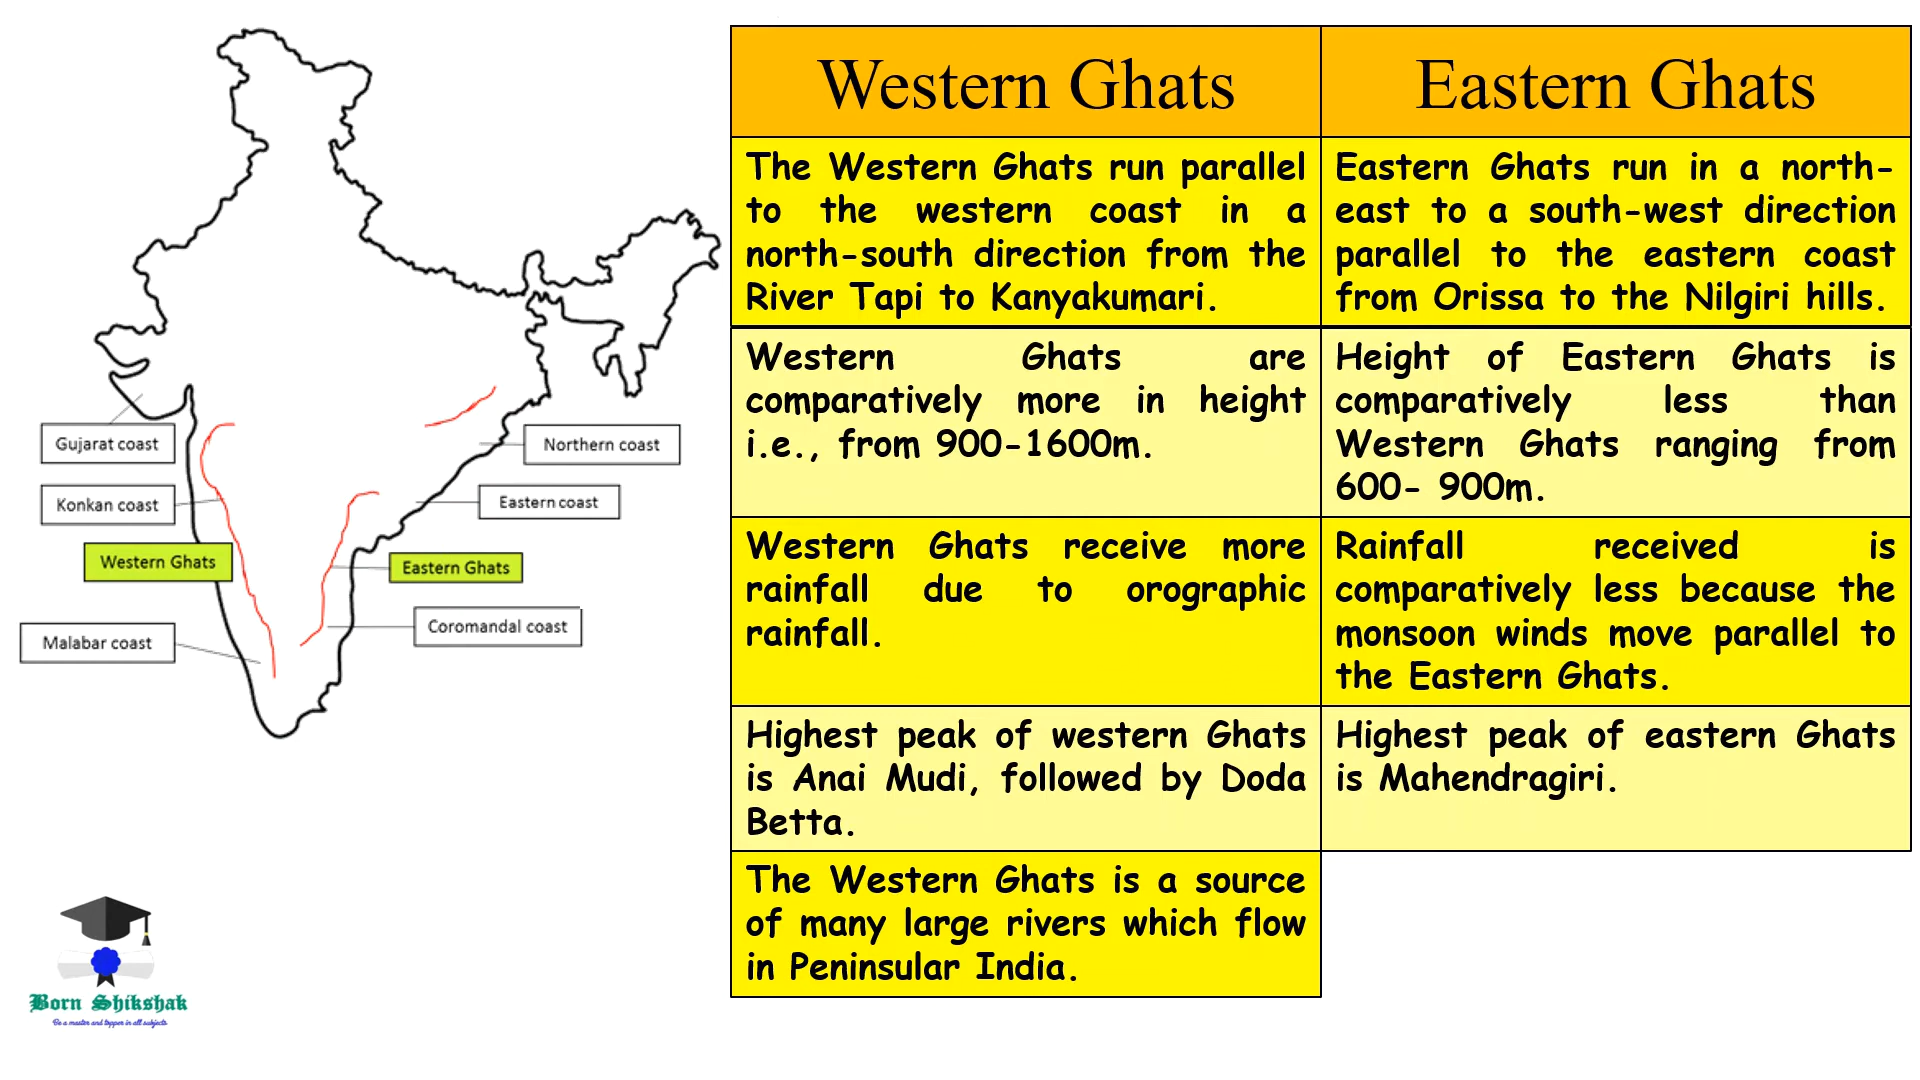 Gujarat coast
Konkan coast
Western Ghats
Malabar coast
Northern coast
Eastern coast
Eastern Ghats
Coromandal coast
Born Shikshak
Be a master and topper in all subjects
Western Ghats
Eastern Ghats
The Western Ghats run parallel
to the western coast in a
north-south direction from the
River Tapi to Kanyakumari.
Eastern Ghats run in a north-
east to a south-west direction
parallel to the eastern coast
from Orissa to the Nilgiri hills.
Western Ghats are
comparatively more in height
i.e., from 900-1600m.
Height of Eastern Ghats is
comparatively less than
Western Ghats ranging from
600- 900m.
Western Ghats receive more
rainfall due to orographic
rainfall.
Rainfall received is
comparatively less because the
monsoon winds move parallel to
the Eastern Ghats.
Highest peak of western Ghats
is Anai Mudi, followed by Doda
Betta.
Highest peak of eastern Ghats
is Mahendragiri.
The Western Ghats is a source
of many large rivers which flow
in Peninsular India.